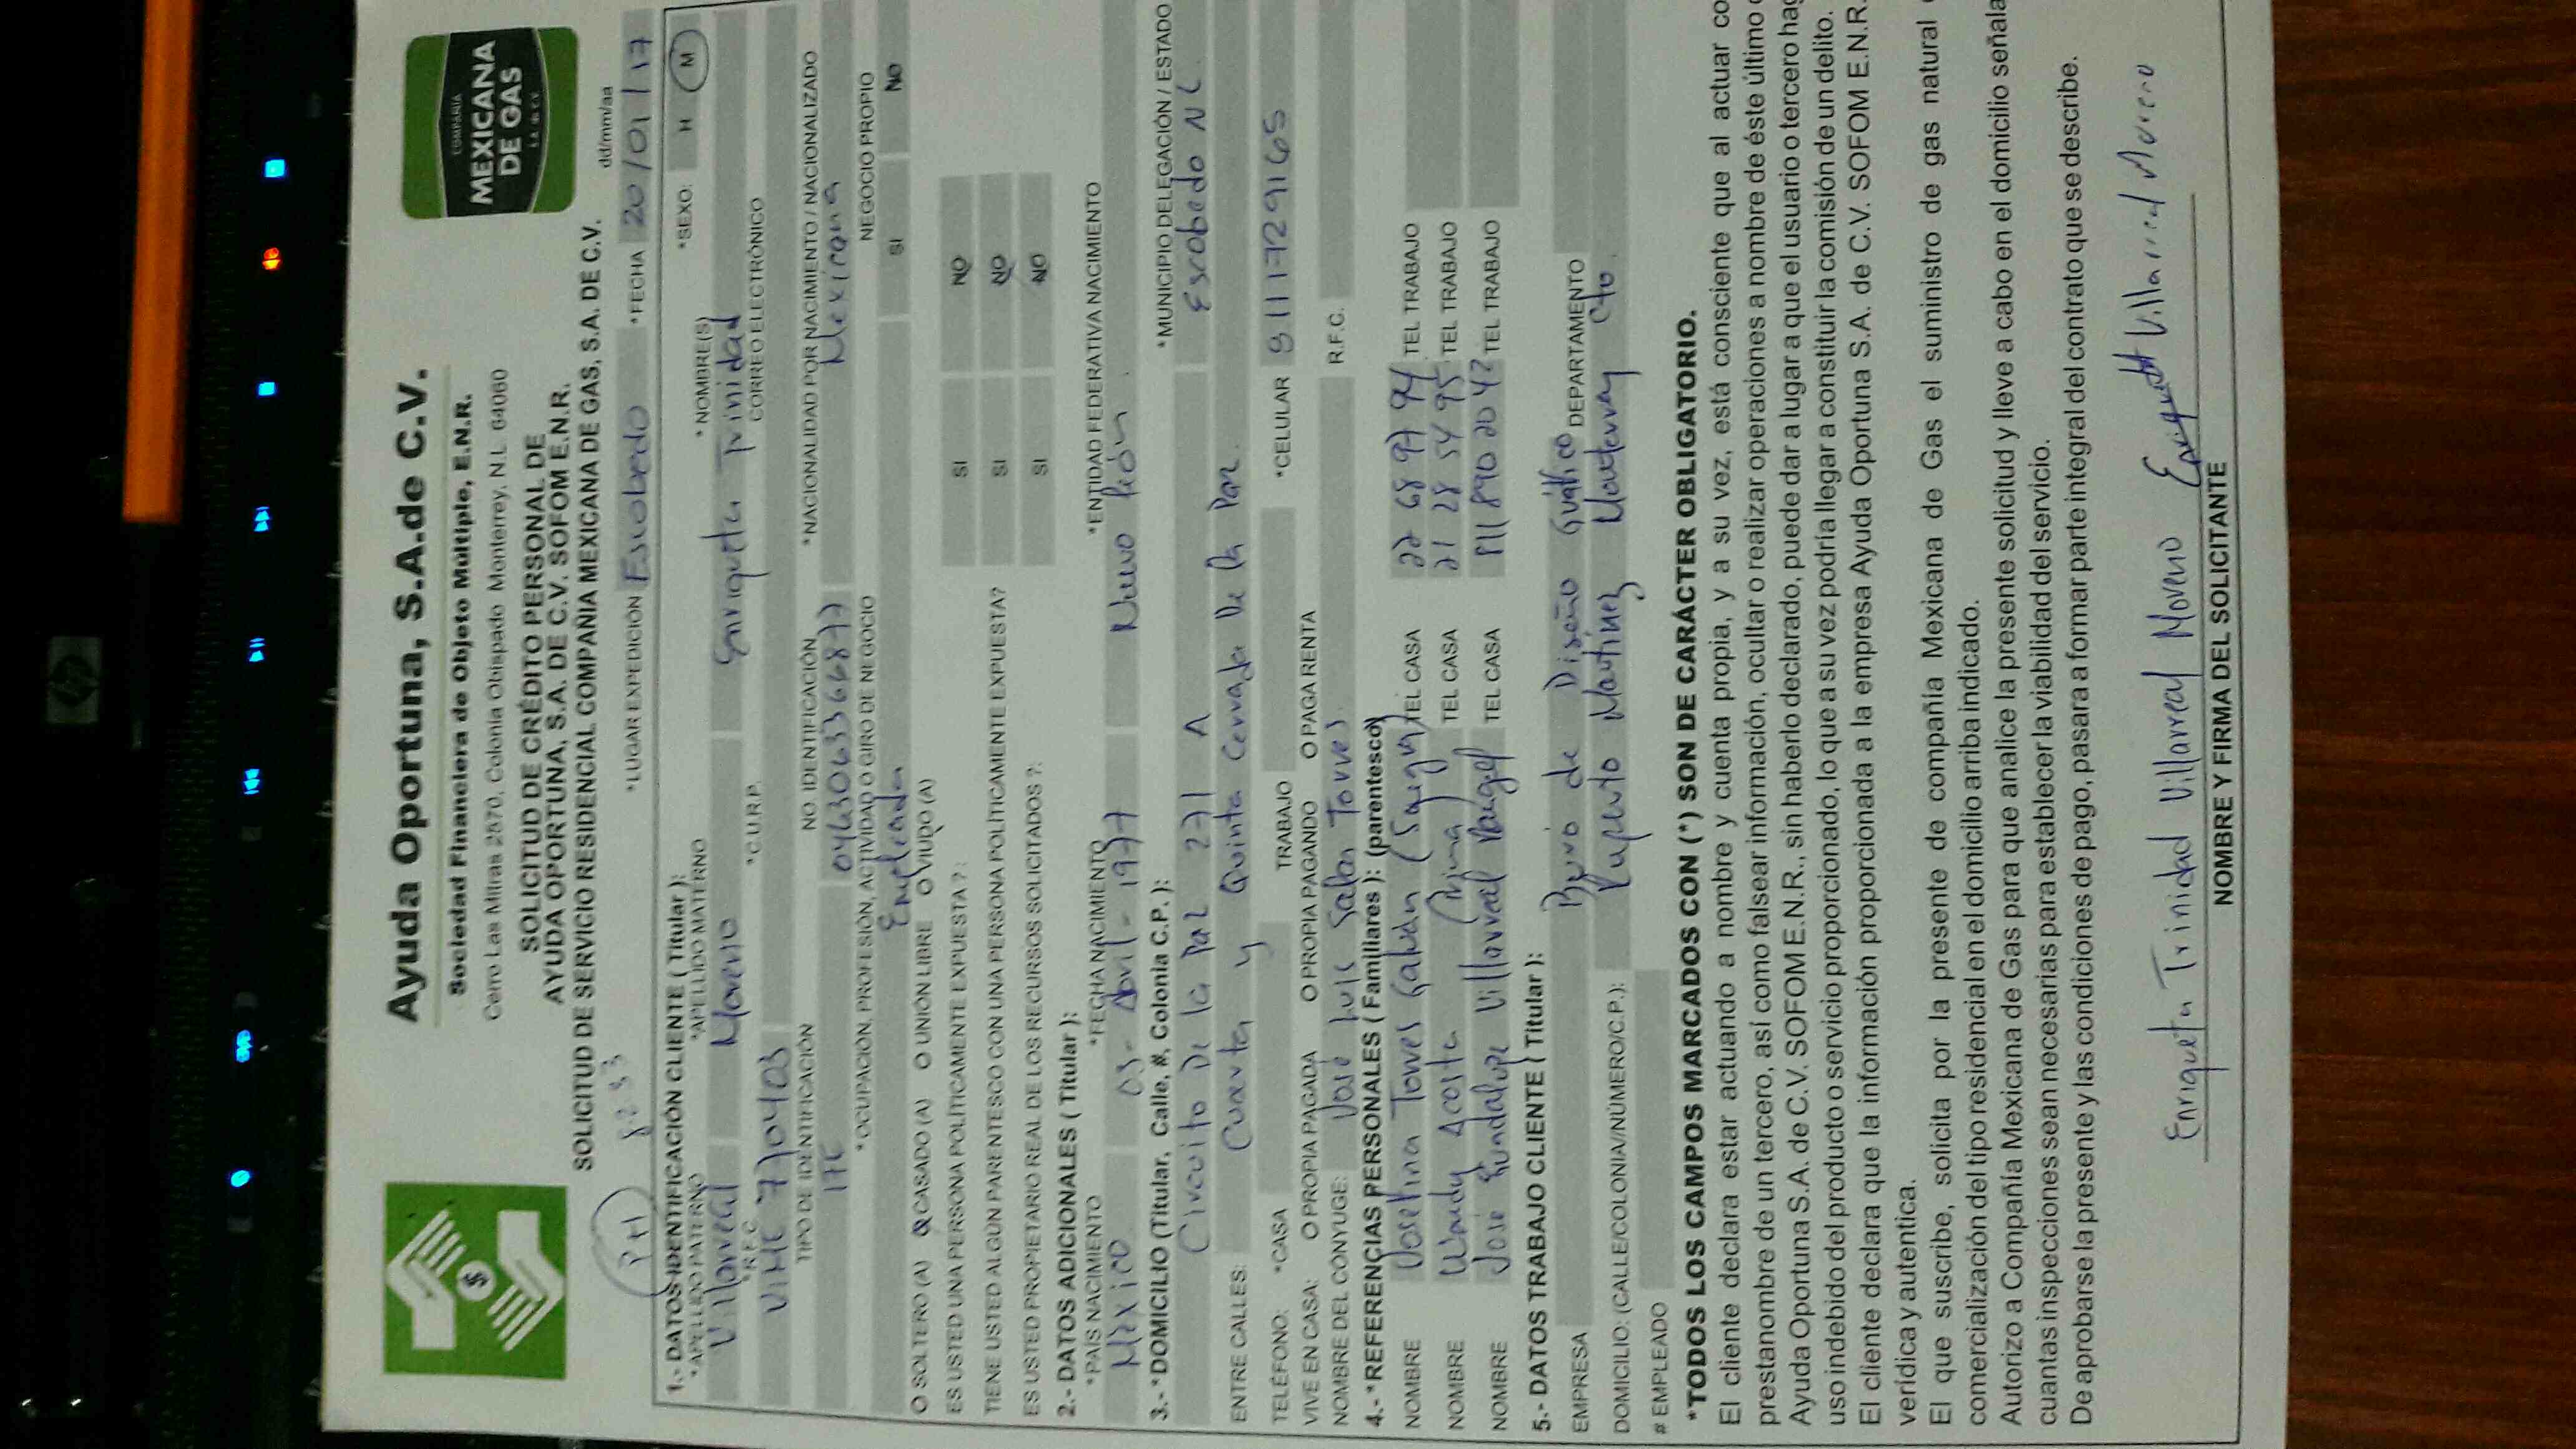 Ayuda Oportuna, S.A.de C.V.
Sociedad Financiera de Objeto Múltiple, E.N.R.
Cerro Las Mitras 2570, Colonia Obispado Monterrey, N.L. 64060
SOLICITUD DE CRÉDITO PERSONAL DE
AYUDA OPORTUNA, S.A. DE C.V. SOFOM E.N.R.
SOLICITUD DE SERVICIO RESIDENCIAL COMPAÑÍA MEXICANA DE GAS, S.A. DE C.V.
COMPAÑÍA
MEXICANA
DE GAS
S.A. DE C.V.
dd/mm/aa
PH 8233 *LUGAR EXPEDICION Escobedo *FECHA 20/01/17
1.- DATOS IDENTIFICACIÓN CLIENTE ( Titular ):
*APELLIDO PATERNO *APELLIDO MATERNO *NOMBRE(S) *SEXO: H M
Villarreal Moreno Enriqueta Trinidad
*R.F.C. *C.U.R.P. CORREO ELECTRÓNICO
VIME 770403
TIPO DE IDENTIFICACIÓN NO IDENTIFICACIÓN *NACIONALIDAD POR NACIMIENTO / NACIONALIZADO
IFE 0463063366877 Mexicana
*OCUPACIÓN, PROFESIÓN, ACTIVIDAD O GIRO DE NEGOCIO NEGOCIO PROPIO
Empleada SI NO
O SOLTERO (A) O CASADO (A) O UNIÓN LIBRE O VIUDO (A)
ES USTED UNA PERSONA POLÍTICAMENTE EXPUESTA ?: SI NO
TIENE USTED ALGÚN PARENTESCO CON UNA PERSONA POLÍTICAMENTE EXPUESTA? SI NO
ES USTED PROPIETARIO REAL DE LOS RECURSOS SOLICITADOS ?: SI NO
2.- DATOS ADICIONALES ( Titular ):
*PAÍS NACIMIENTO *FECHA NACIMIENTO *ENTIDAD FEDERATIVA NACIMIENTO
México 03 - Abril - 1977 Nuevo León
3.- *DOMICILIO (Titular, Calle, #, Colonia C.P. ): *MUNICIPIO DELEGACIÓN / ESTADO
Circuito De la Paz 271 A Escobedo NL
ENTRE CALLES: Cuarta y Quinta Cerrada De la Paz.
TELÉFONO: *CASA TRABAJO *CELULAR 8111729165
VIVE EN CASA: O PROPIA PAGADA O PROPIA PAGANDO O PAGA RENTA
NOMBRE DEL CONYUGE: José Luis Salas Torres R.F.C.
4.- *REFERENCIAS PERSONALES ( Familiares ): (parentesco)
NOMBRE Josefina Torres Galván (Suegra) TEL CASA 22 68 97 94 TEL TRABAJO
NOMBRE Wendy Acosta Prima TEL CASA 21 28 54 95 TEL TRABAJO
NOMBRE José Guadalupe Villarreal Rangel TEL CASA 811 890 20 42 TEL TRABAJO
5.- DATOS TRABAJO CLIENTE ( Titular ):
EMPRESA Buró de Diseño Gráfico DEPARTAMENTO
DOMICILIO: (CALLE/COLONIA/NÚMERO/C.P.): Ruperto Martínez Monterrey Cto.
# EMPLEADO
*TODOS LOS CAMPOS MARCADOS CON (*) SON DE CARÁCTER OBLIGATORIO.
El cliente declara estar actuando a nombre y cuenta propia, y a su vez, está consciente que al actuar co
prestanombre de un tercero, así como falsear información, ocultar o realizar operaciones a nombre de éste último
Ayuda Oportuna S.A. de C.V. SOFOM E.N.R., sin haberlo declarado, puede dar a lugar a que el usuario o tercero hag
uso indebido del producto o servicio proporcionado, lo que a su vez podría llegar a constituir la comisión de un delito.
El cliente declara que la información proporcionada a la empresa Ayuda Oportuna S.A. de C.V. SOFOM E.N.R.
verídica y autentica.
El que suscribe, solicita por la presente de compañía Mexicana de Gas el suministro de gas natural
comercialización del tipo residencial en el domicilio arriba indicado.
Autorizo a Compañía Mexicana de Gas para que analice la presente solicitud y lleve a cabo en el domicilio señala
cuantas inspecciones sean necesarias para establecer la viabilidad del servicio.
De aprobarse la presente y las condiciones de pago, pasara a formar parte integral del contrato que se describe.
Enriqueta Trinidad Villarreal Moreno Enriqueta Villarreal Moreno
NOMBRE Y FIRMA DEL SOLICITANTE